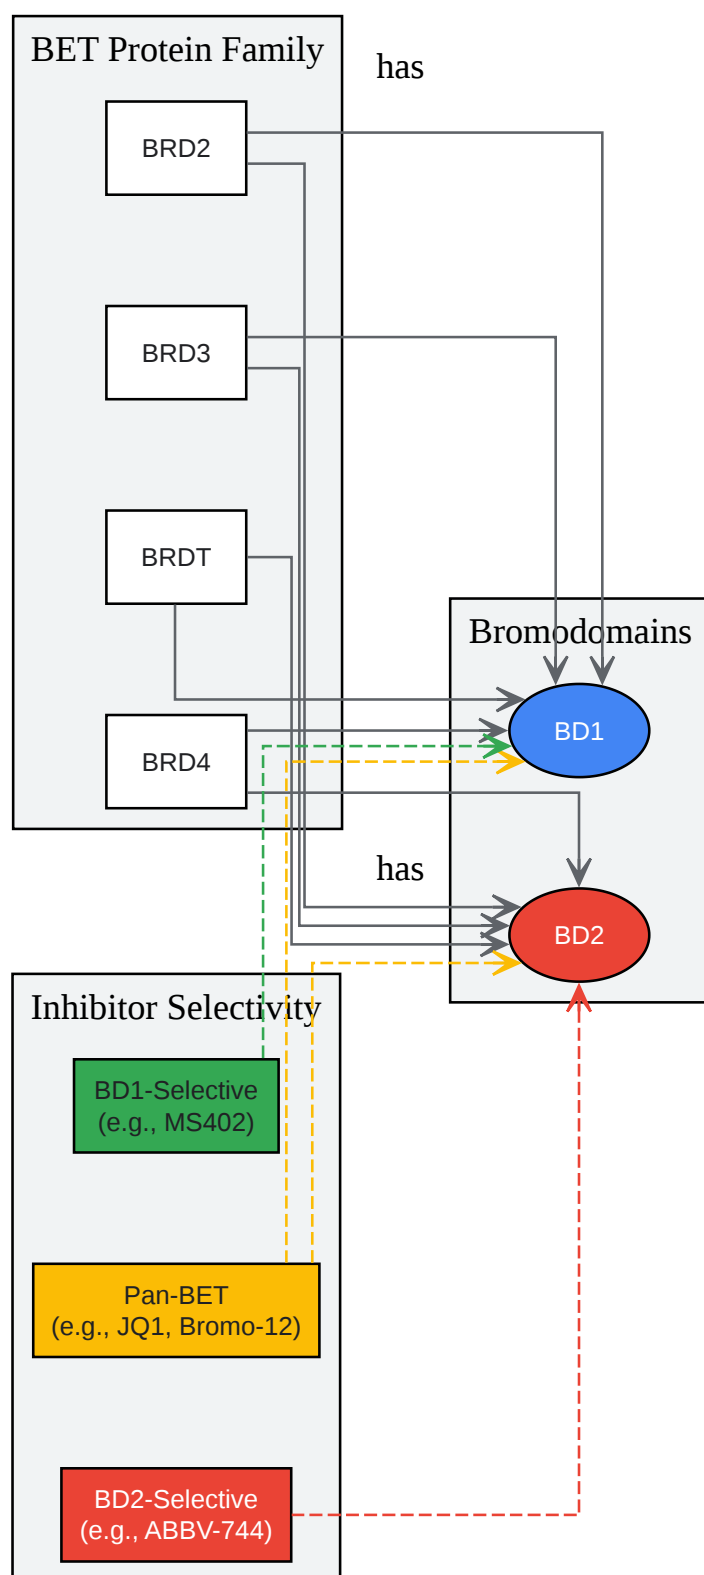 BET Protein Family
has
BRD2
BRD3
BRDT
Bromodomains
BD1
BRD4
has
BD2
Inhibitor Selectivity
BD1-Selective
(e.g., MS402)
Pan-BET
(e.g., JQ1, Bromo-12)
BD2-Selective
(e.g., ABBV-744)